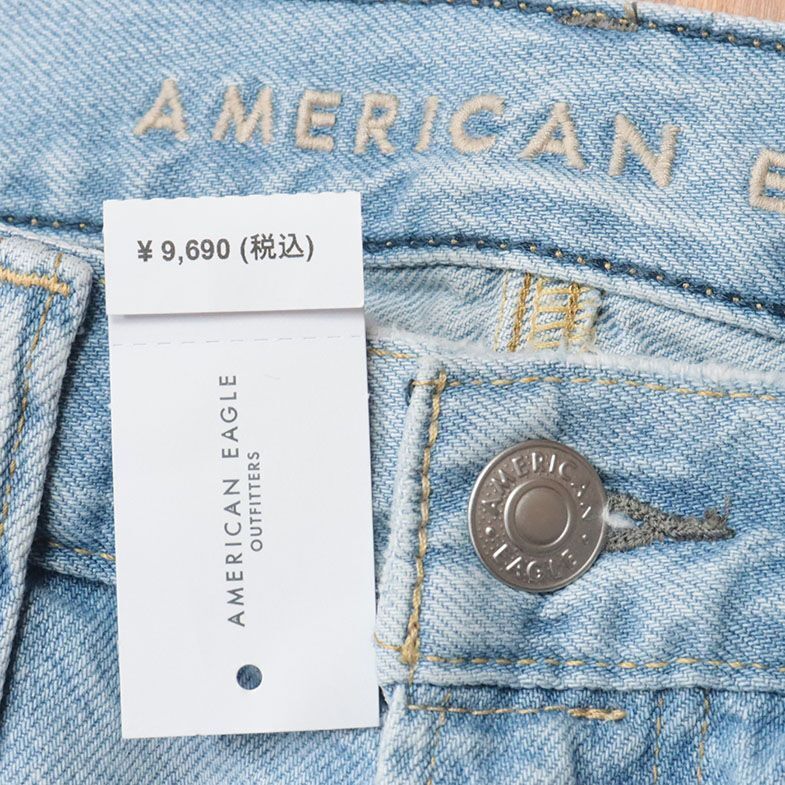 AMERICAN E
¥ 9,690 (税込)
AMERICAN EAGLE
OUTFITTERS
AMERICAN
EAGLE